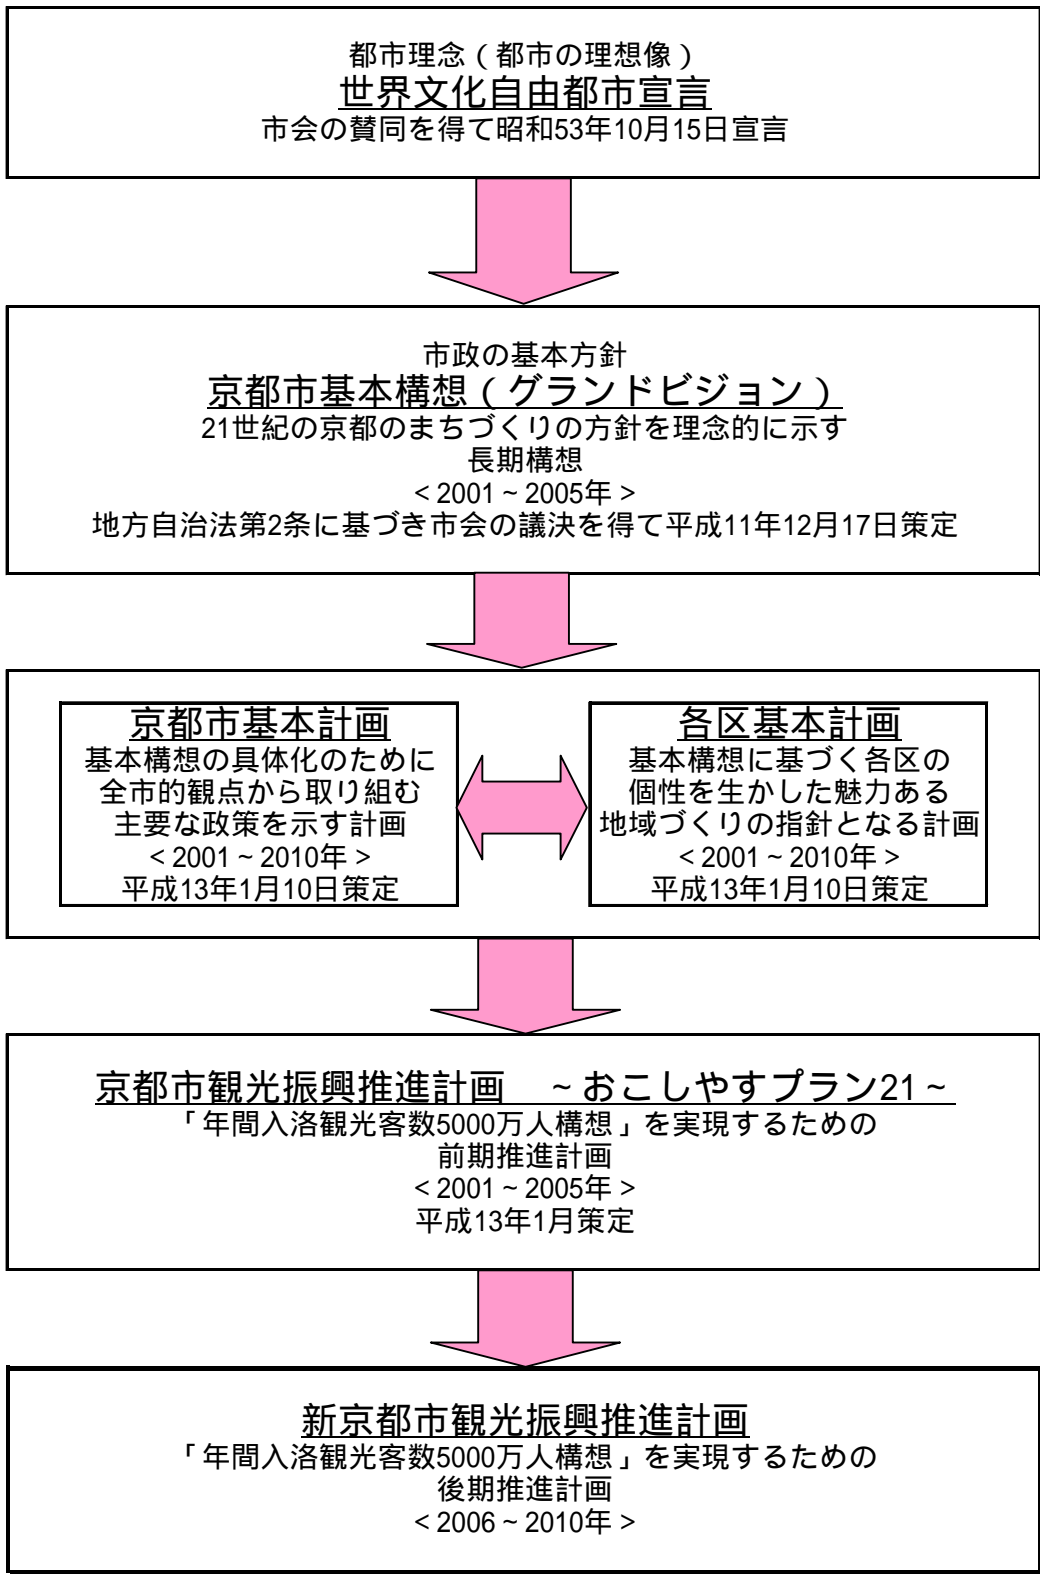 都市理念（都市の理想像）
世界文化自由都市宣言
市会の賛同を得て昭和53年10月15日宣言
市政の基本方針
京都市基本構想（グランドビジョン）
21世紀の京都のまちづくりの方針を理念的に示す
長期構想
＜2001～2005年＞
地方自治法第2条に基づき市会の議決を得て平成11年12月17日策定
京都市基本計画
基本構想の具体化のために
全市的観点から取り組む
主要な政策を示す計画
＜2001～2010年＞
平成13年1月10日策定
各区基本計画
基本構想に基づく各区の
個性を生かした魅力ある
地域づくりの指針となる計画
＜2001～2010年＞
平成13年1月10日策定
京都市観光振興推進計画　～おこしやすプラン21～
「年間入洛観光客数5000万人構想」を実現するための
前期推進計画
＜2001～2005年＞
平成13年1月策定
新京都市観光振興推進計画
「年間入洛観光客数5000万人構想」を実現するための
後期推進計画
＜2006～2010年＞